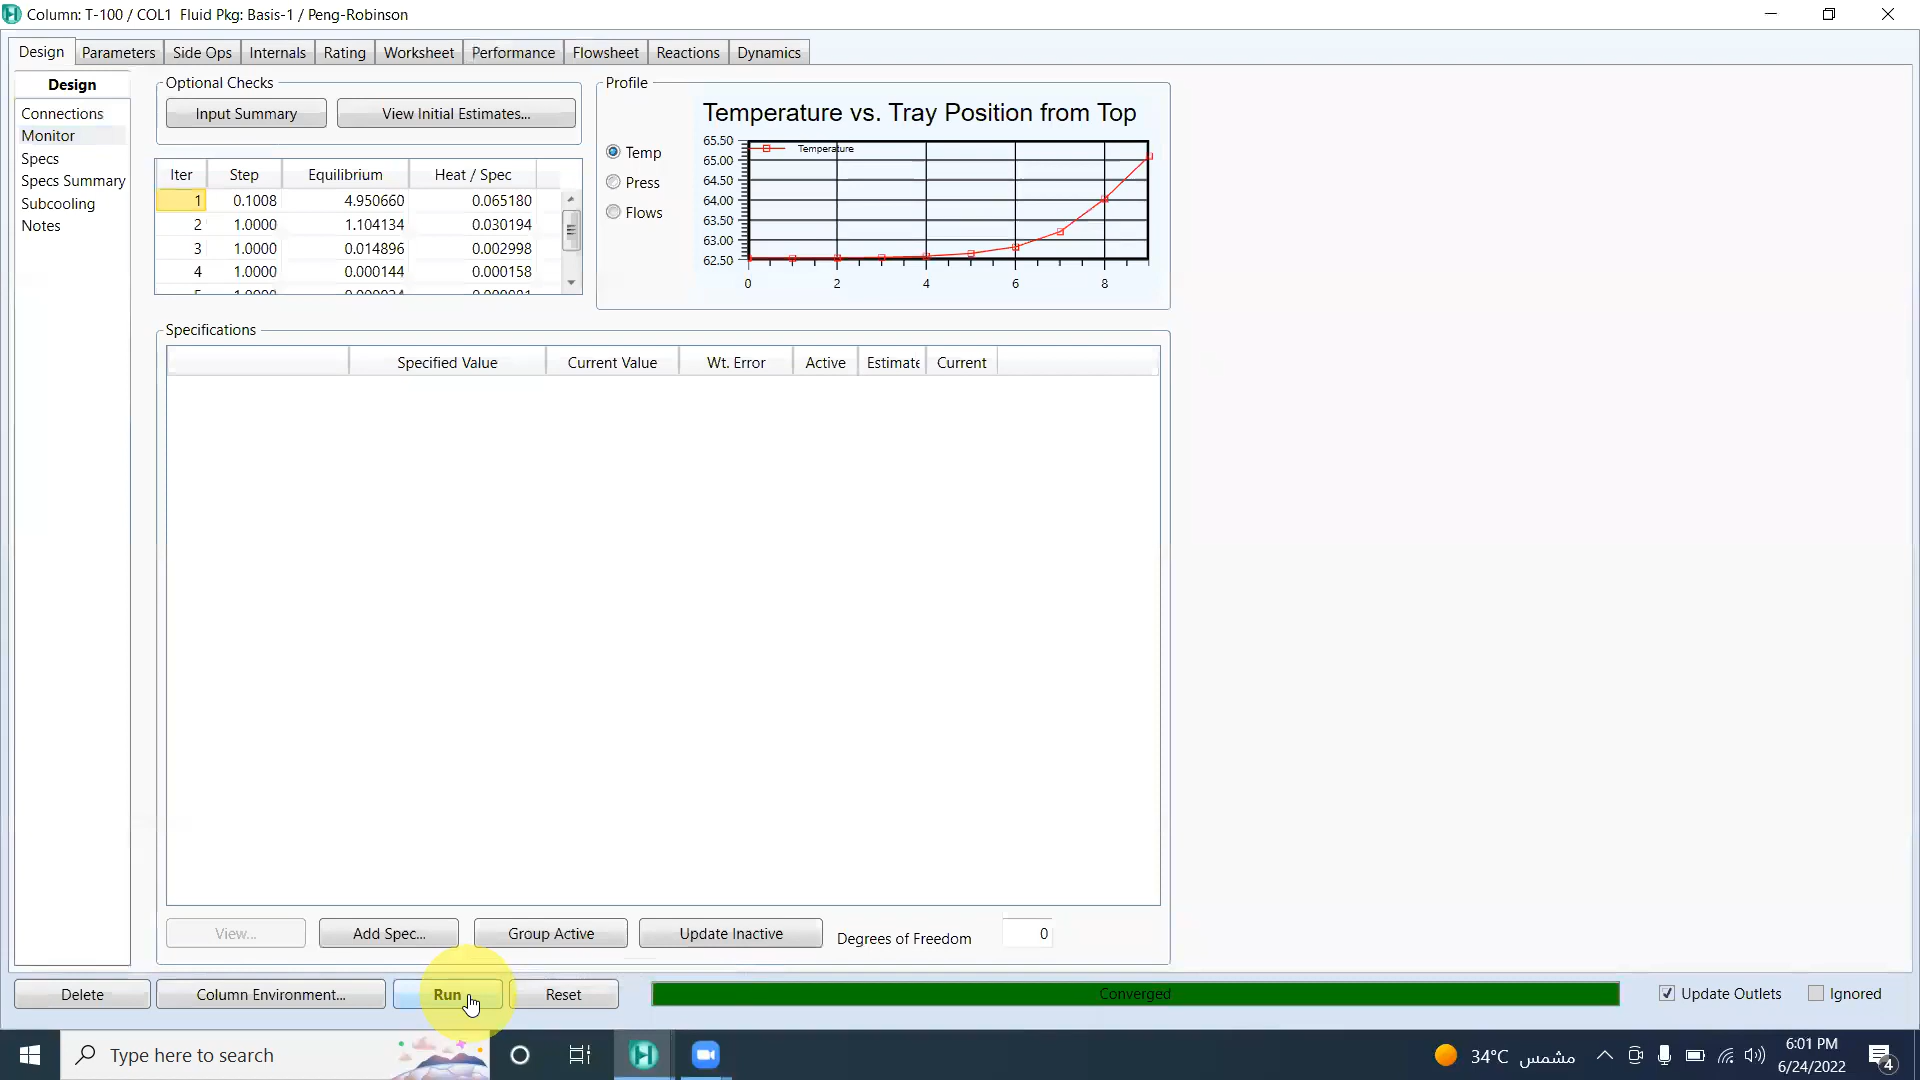 Column: T-100 / COL1 Fluid Pkg: Basis-1 / Peng-Robinson
Design Parameters Side Ops Internals Rating Worksheet Performance Flowsheet Reactions Dynamics
Design
Connections
Monitor
Specs
Specs Summary
Subcooling
Notes
Optional Checks
Input Summary View Initial Estimates...
Iter Step Equilibrium Heat / Spec
1 0.1008 4.950660 0.065180
2 1.0000 1.104134 0.030194
3 1.0000 0.014896 0.002998
4 1.0000 0.000144 0.000158
Profile
Temp
Press
Flows
Temperature vs. Tray Position from Top
Temperature
65.50
65.00
64.50
64.00
63.50
63.00
62.50
0 2 4 6 8
Specifications
Specified Value Current Value Wt. Error Active Estimate Current
View... Add Spec... Group Active Update Inactive Degrees of Freedom 0
Delete Column Environment... Run Reset Converged Update Outlets Ignored
Type here to search
34°C مشمس
6:01 PM
6/24/2022
4